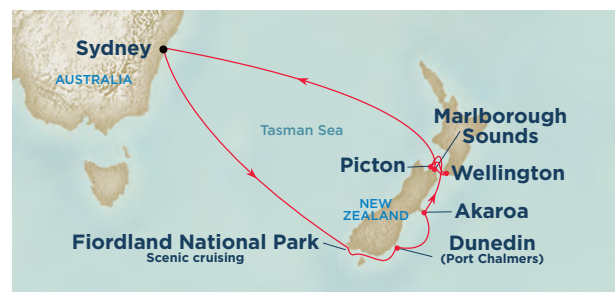 Sydney
AUSTRALIA
Tasman Sea
Marlborough
Sounds
Picton
Wellington
NEW
ZEALAND
Akaroa
Fiordland National Park
Scenic cruising
Dunedin
(Port Chalmers)